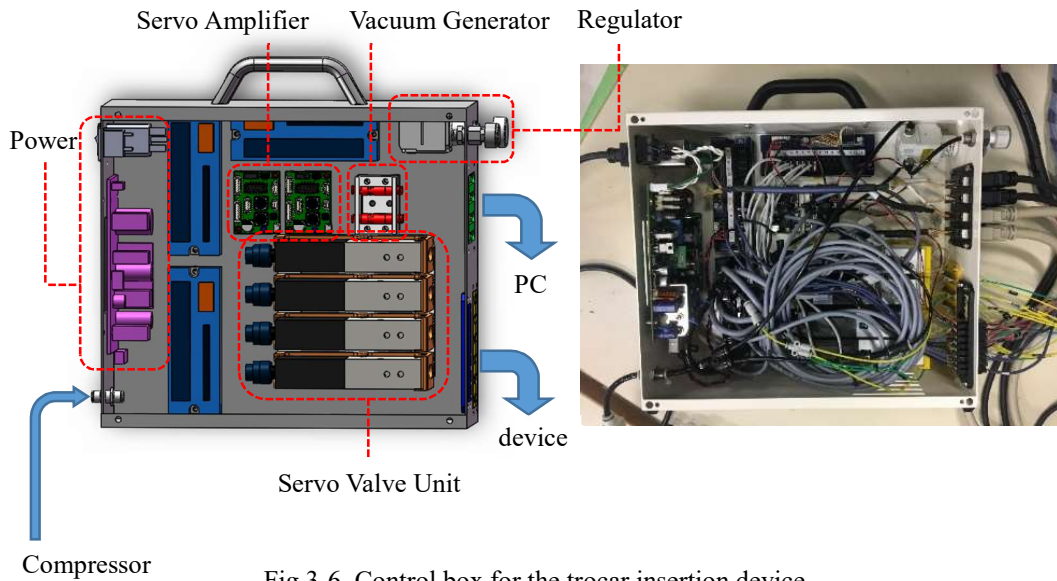 Servo Amplifier
Vacuum Generator
Regulator
Power
PC
device
Servo Valve Unit
Compressor
Fig 3-6. Control box for the trocar insertion device